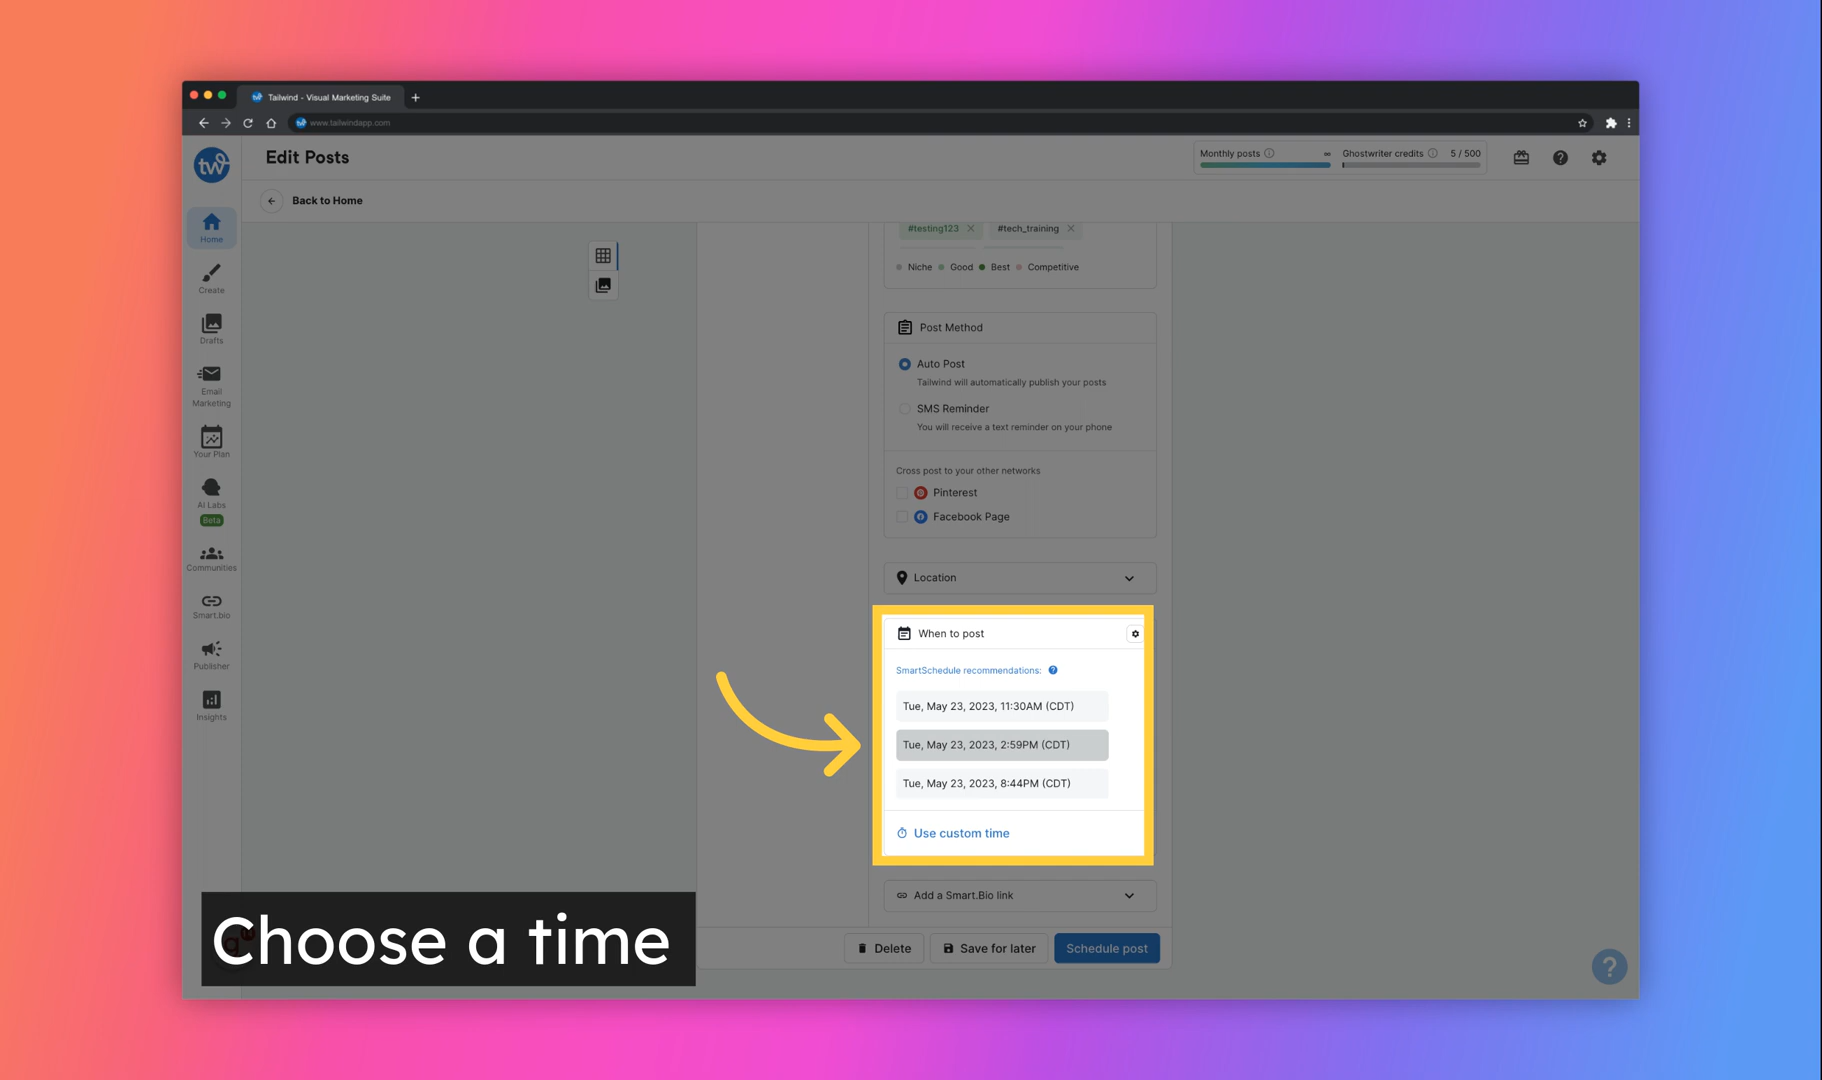 Tailwind - Visual Marketing Suite
www.tailwindapp.com
tw
Edit Posts
Monthly posts
∞
Ghostwriter credits
5 / 500
Back to Home
Home
Create
Drafts
Email
Marketing
Your Plan
AI Labs
Beta
Communities
Smart.bio
Publisher
Insights
#testing123
#tech_training
Niche
Good
Best
Competitive
Post Method
Auto Post
Tailwind will automatically publish your posts
SMS Reminder
You will receive a text reminder on your phone
Cross post to your other networks
Pinterest
Facebook Page
Location
When to post
SmartSchedule recommendations:
Tue, May 23, 2023, 11:30AM (CDT)
Tue, May 23, 2023, 2:59PM (CDT)
Tue, May 23, 2023, 8:44PM (CDT)
Use custom time
Add a Smart.Bio link
Delete
Save for later
Schedule post
Choose a time